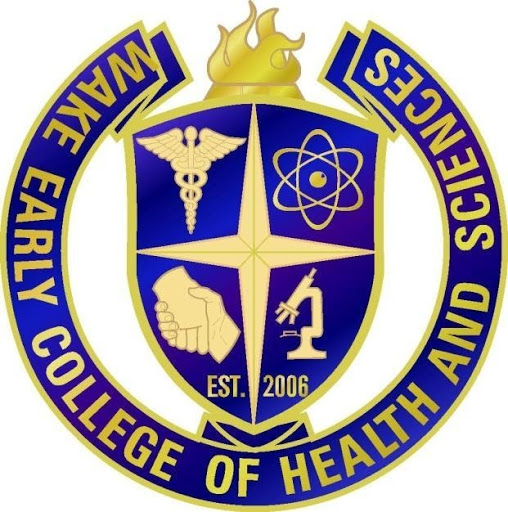 WAKE EARLY COLLEGE OF HEALTH AND SCIENCES
EST. 2006